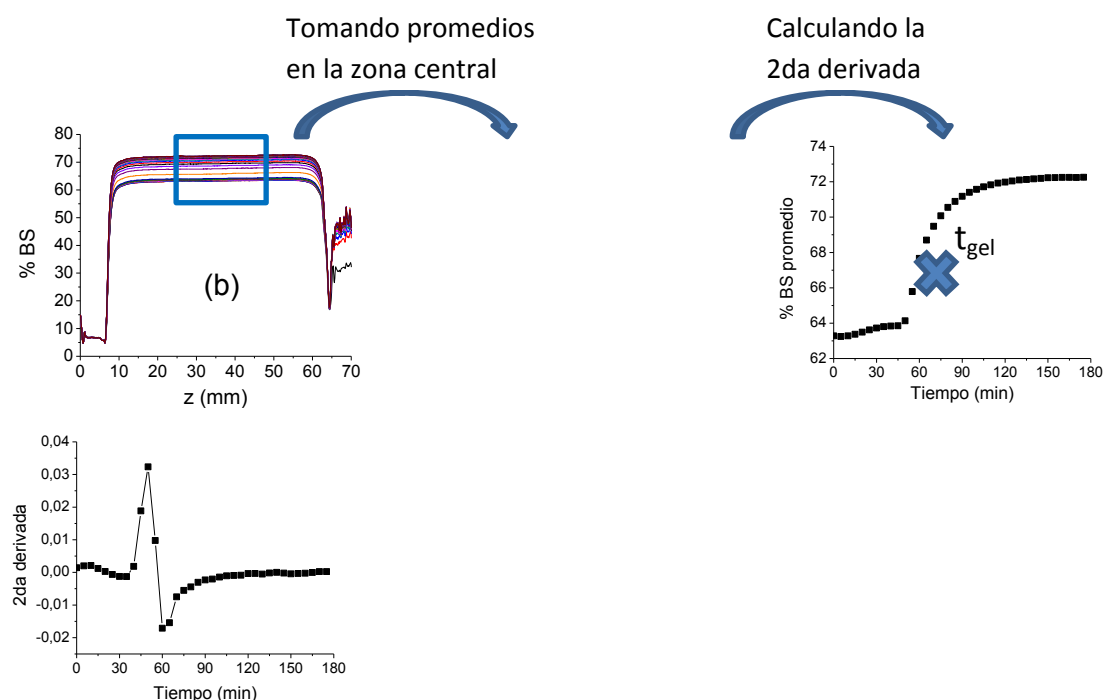 Tomando promedios
en la zona central
Calculando la
2da derivada
80
70
60
50
40
30
20
10
0
% BS
(b)
0 10 20 30 40 50 60 70
z (mm)
74
72
70
68
66
64
62
% BS promedio
t gel
0 30 60 90 120 150 180
Tiempo (min)
0,04
0,03
0,02
0,01
0,00
-0,01
-0,02
2da derivada
0 30 60 90 120 150 180
Tiempo (min)